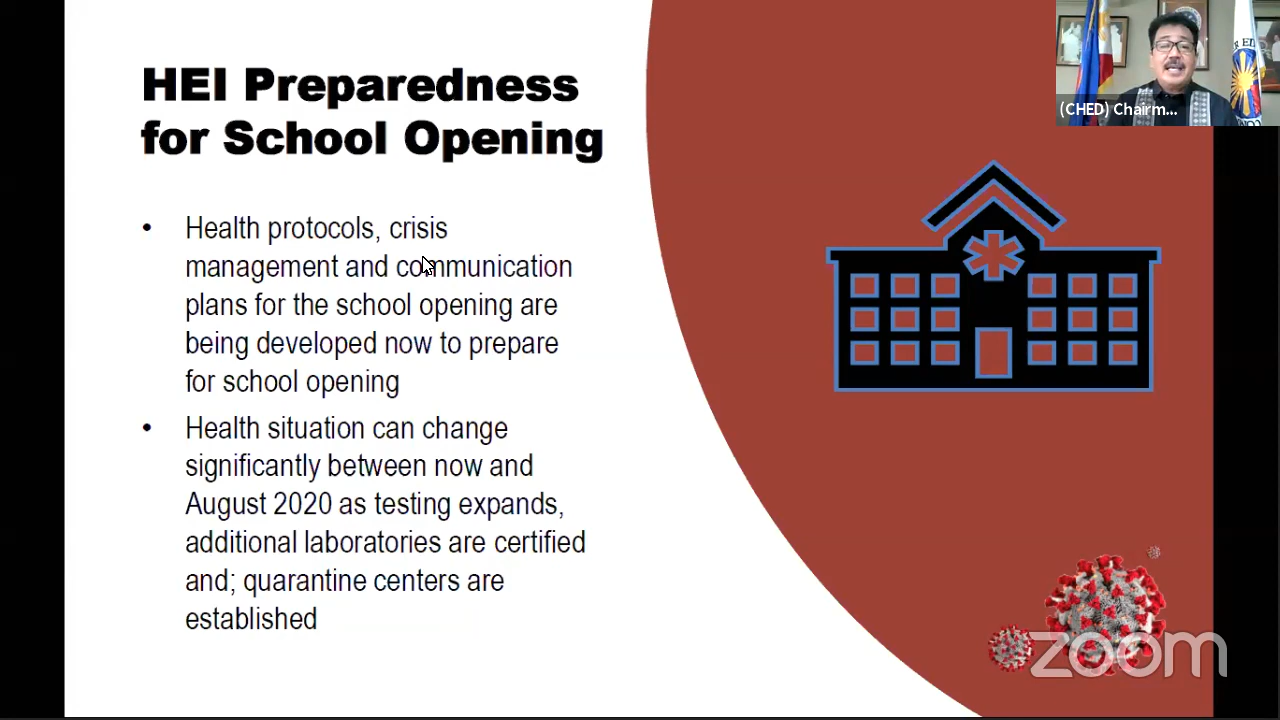 HEI Preparedness
for School Opening
• Health protocols, crisis
management and communication
plans for the school opening are
being developed now to prepare
for school opening
• Health situation can change
significantly between now and
August 2020 as testing expands,
additional laboratories are certified
and; quarantine centers are
established
(CHED) Chairm...
zoom